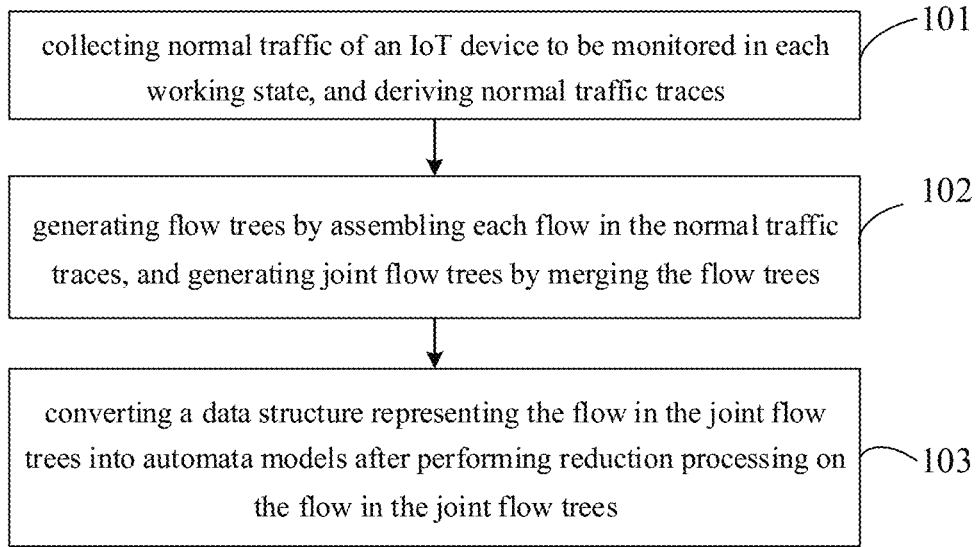 101
collecting normal traffic of an IoT device to be monitored in each
working state, and deriving normal traffic traces
102
generating flow trees by assembling each flow in the normal traffic
traces, and generating joint flow trees by merging the flow trees
converting a data structure representing the flow in the joint flow
trees into automata models after performing reduction processing on
the flow in the joint flow trees
103